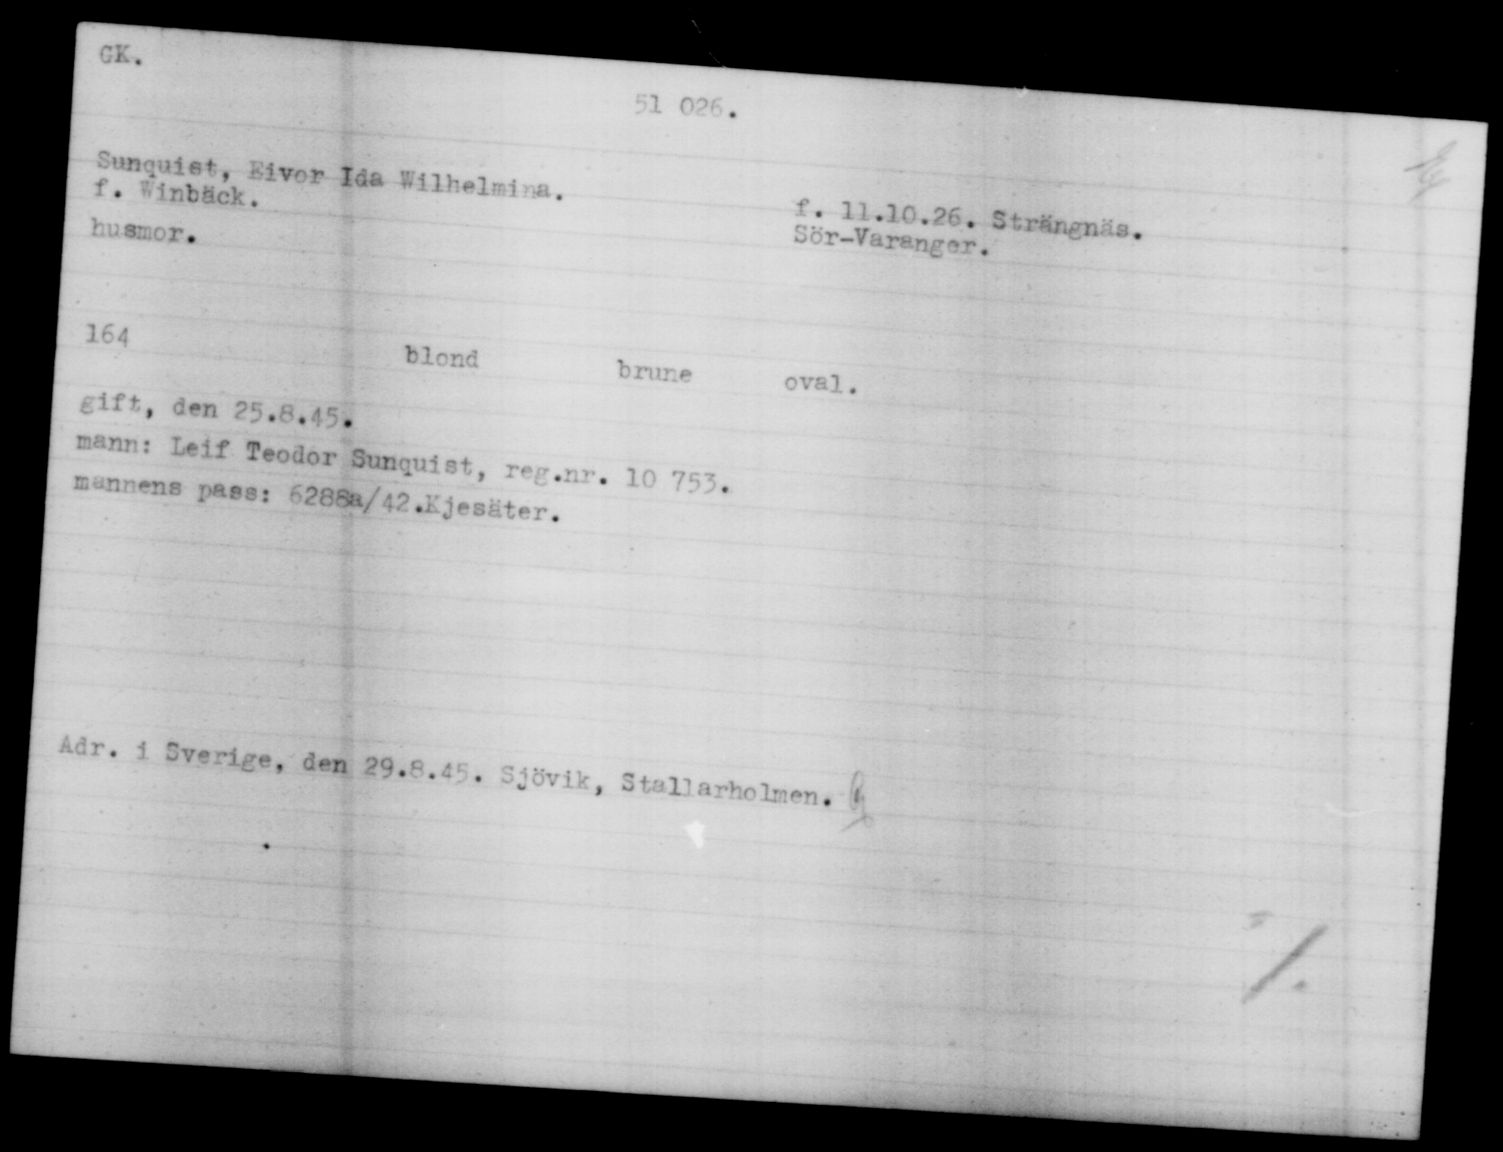 GK.
51 026.
Sunquist, Eivor Ida Wilhelmina.
f. Winbäck.
f. 11.10.26. Strängnäs.
husmor.
Sör-Varanger.
164 blond brune oval.
gift, den 25.8.45.
mann: Leif Teodor Sunquist, reg.nr. 10 753.
mannens pass: 6288a/42.Kjesäter.
Adr. i Sverige, den 29.8.45. Sjövik, Stallarholmen.